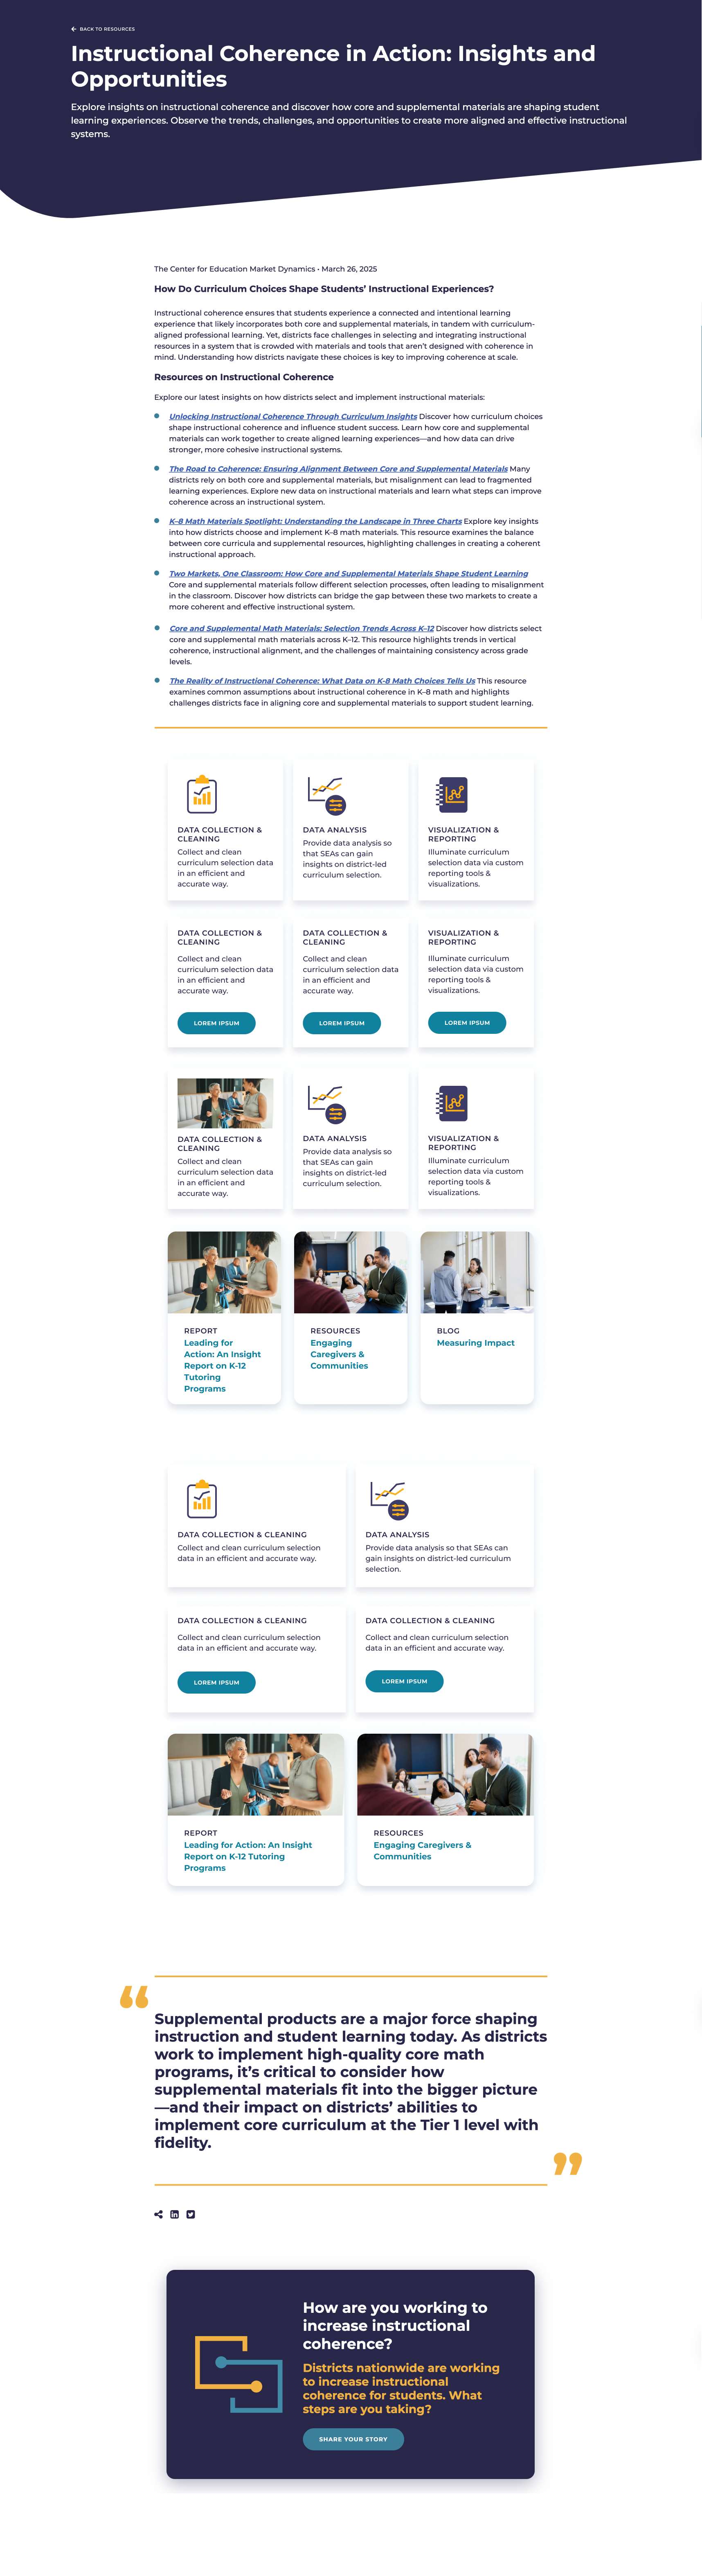 BACK TO RESOURCES
Instructional Coherence in Action: Insights and
Opportunities
Explore insights on instructional coherence and discover how core and supplemental materials are shaping student
learning experiences. Observe the trends, challenges, and opportunities to create more aligned and effective instructional
systems.
The Center for Education Market Dynamics • March 26, 2025
How Do Curriculum Choices Shape Students’ Instructional Experiences?
Instructional coherence ensures that students experience a connected and intentional learning
experience that likely incorporates both core and supplemental materials, in tandem with curriculum-
aligned professional learning. Yet, districts face challenges in selecting and integrating instructional
resources in a system that is crowded with materials and tools that aren’t designed with coherence in
mind. Understanding how districts navigate these choices is key to improving coherence at scale.
Resources on Instructional Coherence
Explore our latest insights on how districts select and implement instructional materials:
Unlocking Instructional Coherence Through Curriculum Insights Discover how curriculum choices
shape instructional coherence and influence student success. Learn how core and supplemental
materials can work together to create aligned learning experiences—and how data can drive
stronger, more cohesive instructional systems.
The Road to Coherence: Ensuring Alignment Between Core and Supplemental Materials Many
districts rely on both core and supplemental materials, but misalignment can lead to fragmented
learning experiences. Explore new data on instructional materials and learn what steps can improve
coherence across an instructional system.
K–8 Math Materials Spotlight: Understanding the Landscape in Three Charts Explore key insights
into how districts choose and implement K–8 math materials. This resource examines the balance
between core curricula and supplemental resources, highlighting challenges in creating a coherent
instructional approach.
Two Markets, One Classroom: How Core and Supplemental Materials Shape Student Learning
Core and supplemental materials follow different selection processes, often leading to misalignment
in the classroom. Discover how districts can bridge the gap between these two markets to create a
more coherent and effective instructional system.
Core and Supplemental Math Materials: Selection Trends Across K–12 Discover how districts select
core and supplemental math materials across K–12. This resource highlights trends in vertical
coherence, instructional alignment, and the challenges of maintaining consistency across grade
levels.
The Reality of Instructional Coherence: What Data on K-8 Math Choices Tells Us This resource
examines common assumptions about instructional coherence in K–8 math and highlights
challenges districts face in aligning core and supplemental materials to support student learning.
DATA COLLECTION &
CLEANING
Collect and clean
curriculum selection data
in an efficient and
accurate way.
DATA ANALYSIS
Provide data analysis so
that SEAs can gain
insights on district-led
curriculum selection.
VISUALIZATION &
REPORTING
Illuminate curriculum
selection data via custom
reporting tools &
visualizations.
DATA COLLECTION &
CLEANING
Collect and clean
curriculum selection data
in an efficient and
accurate way.
LOREM IPSUM
DATA COLLECTION &
CLEANING
Collect and clean
curriculum selection data
in an efficient and
accurate way.
LOREM IPSUM
VISUALIZATION &
REPORTING
Illuminate curriculum
selection data via custom
reporting tools &
visualizations.
LOREM IPSUM
DATA COLLECTION &
CLEANING
Collect and clean
curriculum selection data
in an efficient and
accurate way.
DATA ANALYSIS
Provide data analysis so
that SEAs can gain
insights on district-led
curriculum selection.
VISUALIZATION &
REPORTING
Illuminate curriculum
selection data via custom
reporting tools &
visualizations.
REPORT
Leading for
Action: An Insight
Report on K-12
Tutoring
Programs
RESOURCES
Engaging
Caregivers &
Communities
BLOG
Measuring Impact
DATA COLLECTION & CLEANING
Collect and clean curriculum selection
data in an efficient and accurate way.
DATA ANALYSIS
Provide data analysis so that SEAs can
gain insights on district-led curriculum
selection.
DATA COLLECTION & CLEANING
Collect and clean curriculum selection
data in an efficient and accurate way.
LOREM IPSUM
DATA COLLECTION & CLEANING
Collect and clean curriculum selection
data in an efficient and accurate way.
LOREM IPSUM
REPORT
Leading for Action: An Insight
Report on K-12 Tutoring
Programs
RESOURCES
Engaging Caregivers &
Communities
“
Supplemental products are a major force shaping
instruction and student learning today. As districts
work to implement high-quality core math
programs, it’s critical to consider how
supplemental materials fit into the bigger picture
—and their impact on districts’ abilities to
implement core curriculum at the Tier 1 level with
fidelity.
”
How are you working to
increase instructional
coherence?
Districts nationwide are working
to increase instructional
coherence for students. What
steps are you taking?
SHARE YOUR STORY